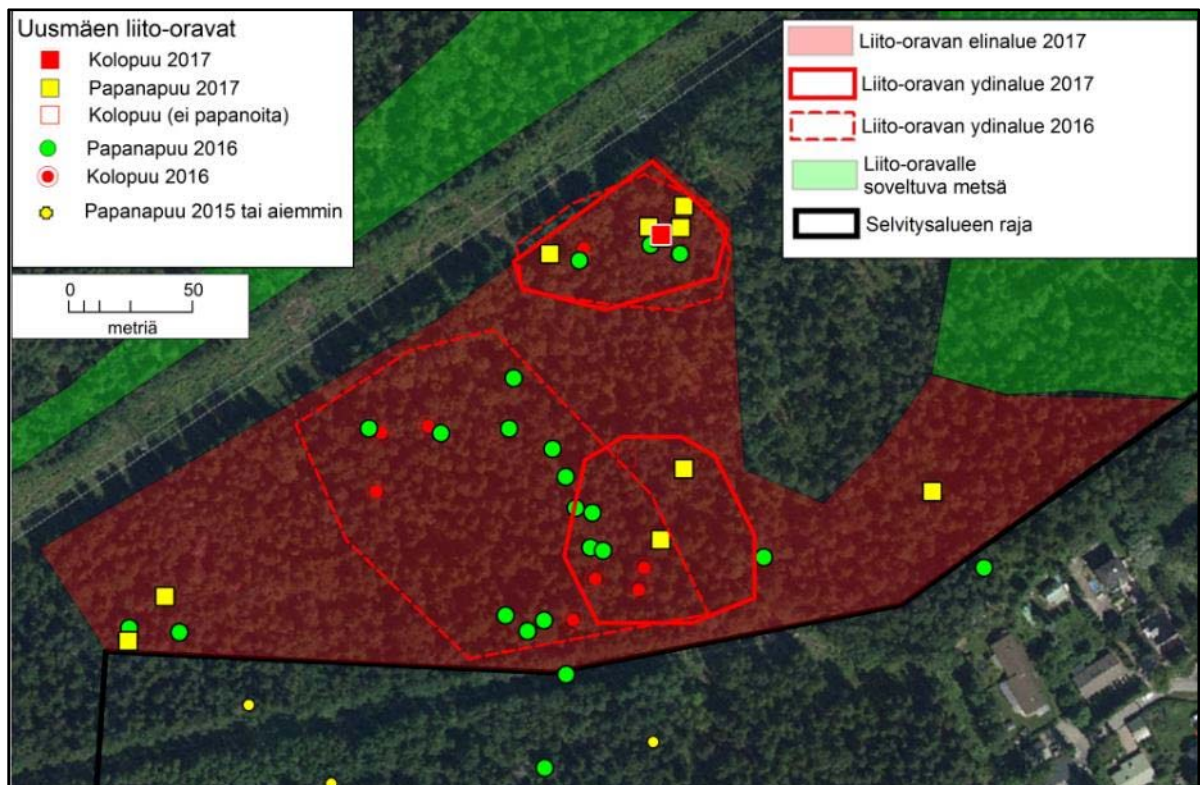 Uusmäen liito-oravat
Kolopuu 2017
Papanapuu 2017
Kolopuu (ei papanoita)
Papanapuu 2016
Kolopuu 2016
Papanapuu 2015 tai aiemmin
0 50
metriä
Liito-oravan elinalue 2017
Liito-oravan ydinalue 2017
Liito-oravan ydinalue 2016
Liito-oravalle
soveltuva metsä
Selvitysalueen raja